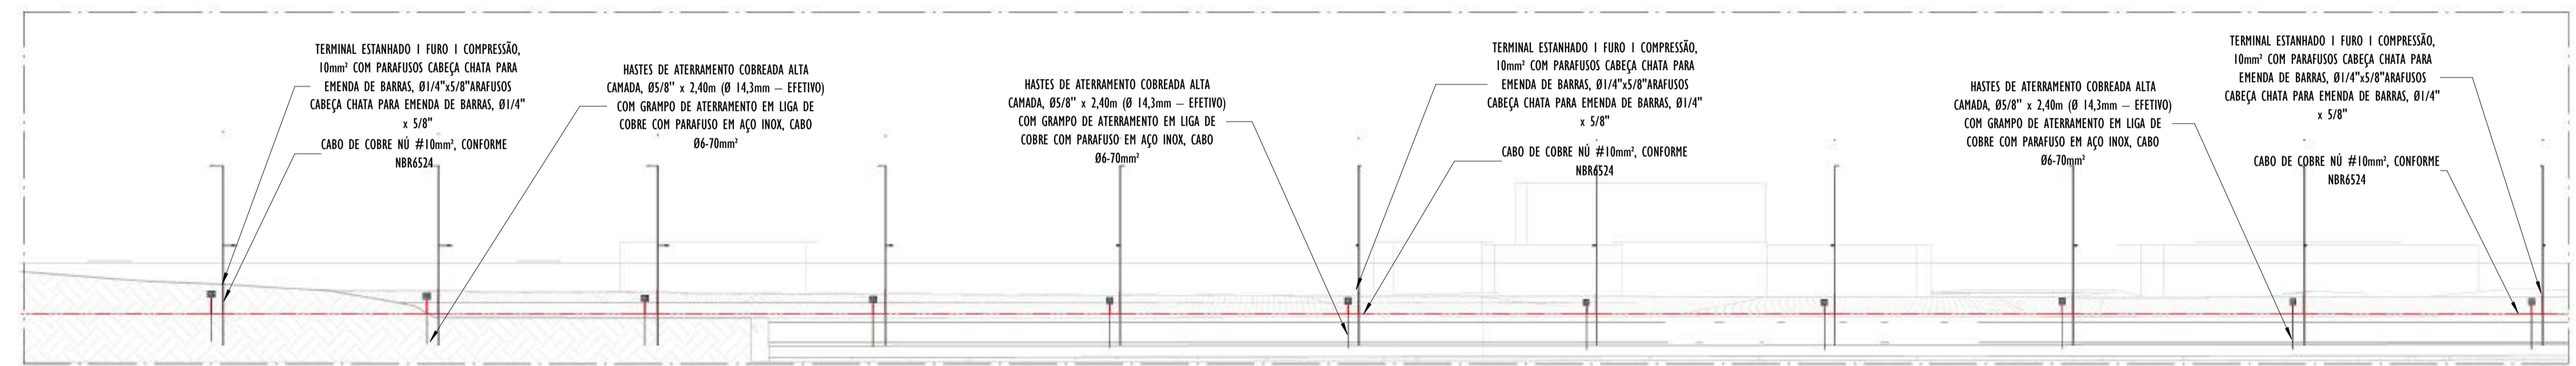 TERMINAL ESTANHADO 1 FURO 1 COMPRESSÃO,
10mm² COM PARAFUSOS CABEÇA CHATA PARA
EMENDA DE BARRAS, Ø1/4"x5/8"ARAFUSOS
CABEÇA CHATA PARA EMENDA DE BARRAS, Ø1/4"
x 5/8"
CABO DE COBRE NÚ #10mm², CONFORME
NBR6524
HASTES DE ATERRAMENTO COBREADA ALTA
CAMADA, Ø5/8'' x 2,40m (Ø 14,3mm – EFETIVO)
COM GRAMPO DE ATERRAMENTO EM LIGA DE
COBRE COM PARAFUSO EM AÇO INOX, CABO
Ø6-70mm²
HASTES DE ATERRAMENTO COBREADA ALTA
CAMADA, Ø5/8'' x 2,40m (Ø 14,3mm – EFETIVO)
COM GRAMPO DE ATERRAMENTO EM LIGA DE
COBRE COM PARAFUSO EM AÇO INOX, CABO
Ø6-70mm²
TERMINAL ESTANHADO 1 FURO 1 COMPRESSÃO,
10mm² COM PARAFUSOS CABEÇA CHATA PARA
EMENDA DE BARRAS, Ø1/4"x5/8"ARAFUSOS
CABEÇA CHATA PARA EMENDA DE BARRAS, Ø1/4"
x 5/8"
CABO DE COBRE NÚ #10mm², CONFORME
NBR6524
HASTES DE ATERRAMENTO COBREADA ALTA
CAMADA, Ø5/8'' x 2,40m (Ø 14,3mm – EFETIVO)
COM GRAMPO DE ATERRAMENTO EM LIGA DE
COBRE COM PARAFUSO EM AÇO INOX, CABO
Ø6-70mm²
TERMINAL ESTANHADO 1 FURO 1 COMPRESSÃO,
10mm² COM PARAFUSOS CABEÇA CHATA PARA
EMENDA DE BARRAS, Ø1/4"x5/8"ARAFUSOS
CABEÇA CHATA PARA EMENDA DE BARRAS, Ø1/4"
x 5/8"
CABO DE COBRE NÚ #10mm², CONFORME
NBR6524